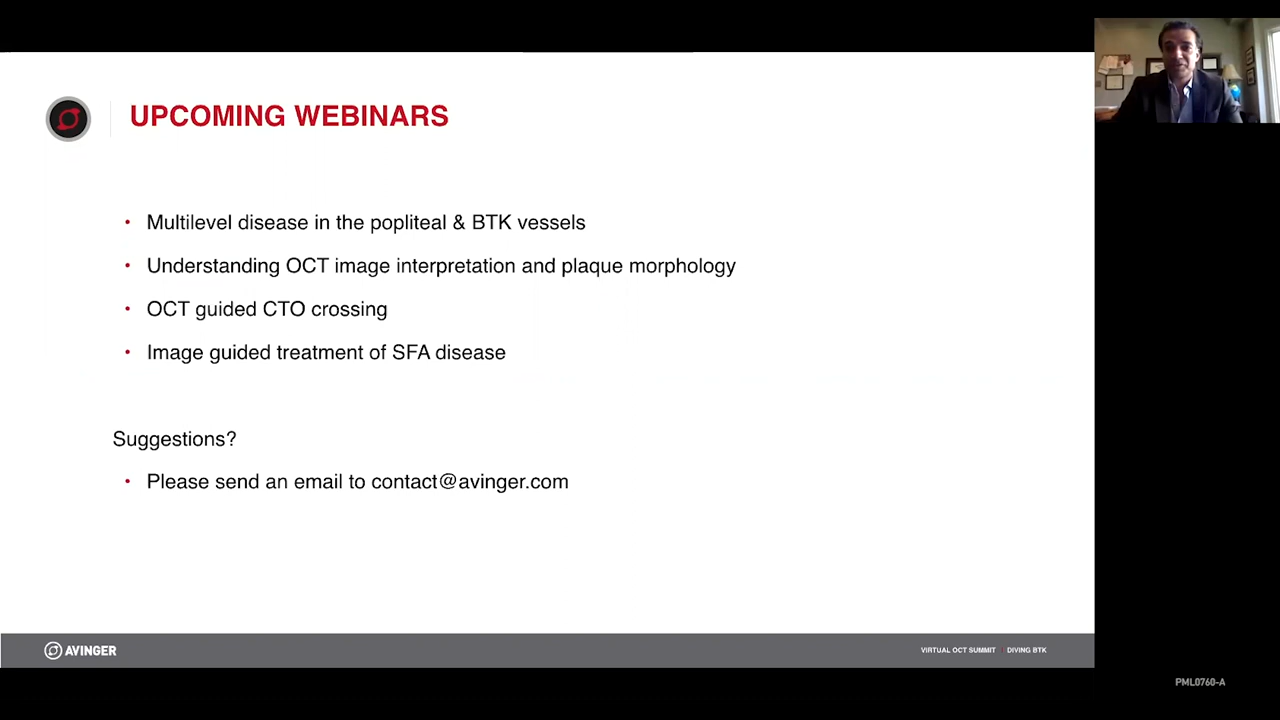 UPCOMING WEBINARS
• Multilevel disease in the popliteal & BTK vessels
• Understanding OCT image interpretation and plaque morphology
• OCT guided CTO crossing
• Image guided treatment of SFA disease
Suggestions?
• Please send an email to contact@avinger.com
AVINGER
VIRTUAL OCT SUMMIT | DIVING BTK
PML0760-A